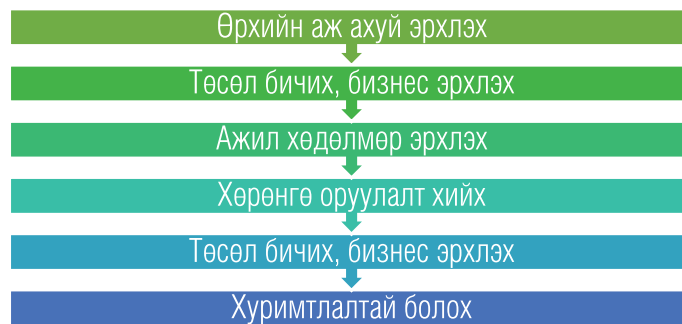 Өрхийн аж ахуй эрхлэх
Төсөл бичих, бизнес эрхлэх
Ажил хөдөлмөр эрхлэх
Хөрөнгө оруулалт хийх
Төсөл бичих, бизнес эрхлэх
Хуримтлалтай болох